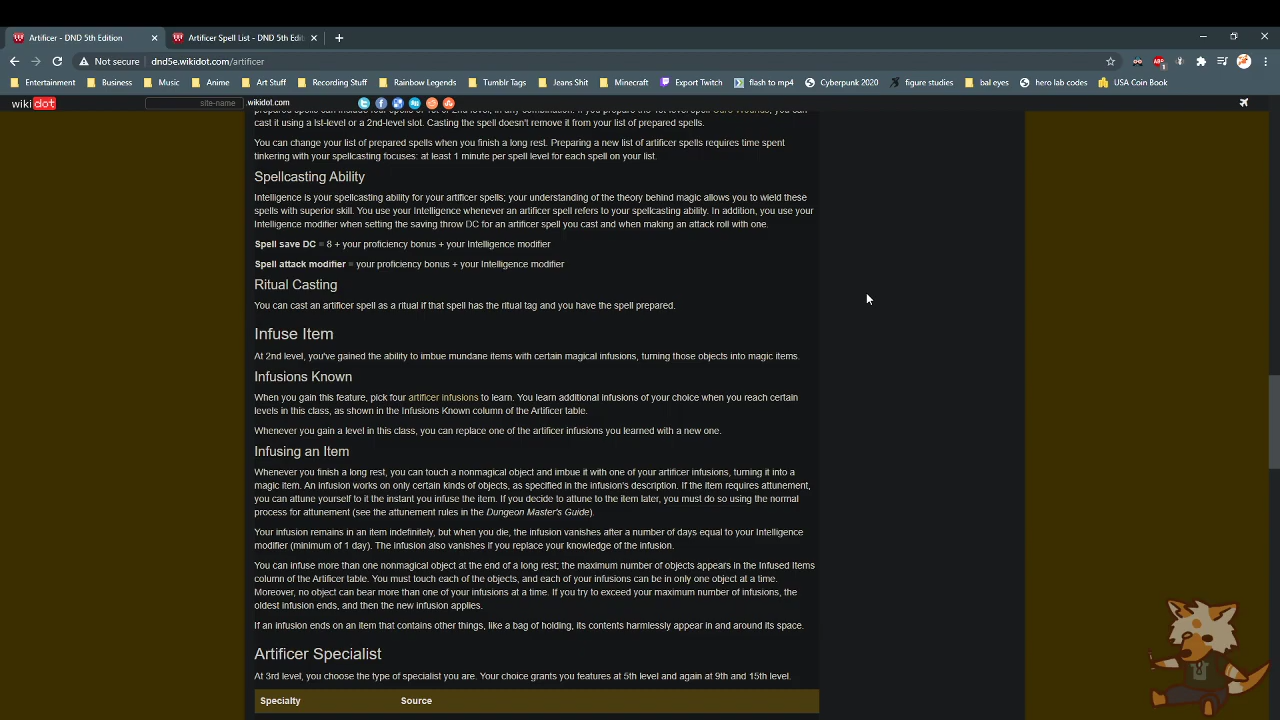 Artificer - DND 5th Edition
Artificer Spell List - DND 5th Edi
Not secure
dnd5e.wikidot.com/artificer
Entertainment
Business
Music
Anime
Art Stuff
Recording Stuff
Rainbow Legends
Tumblr Tags
Jeans Shit
Minecraft
Export Twitch
flash to mp4
Cyberpunk 2020
figure studies
bal eyes
hero lab codes
USA Coin Book
wikidot
site-name .wikidot.com
cast it using a 1st-level or a 2nd-level slot. Casting the spell doesn't remove it from your list of prepared spells.
You can change your list of prepared spells when you finish a long rest. Preparing a new list of artificer spells requires time spent
tinkering with your spellcasting focuses: at least 1 minute per spell level for each spell on your list.
Spellcasting Ability
Intelligence is your spellcasting ability for your artificer spells; your understanding of the theory behind magic allows you to wield these
spells with superior skill. You use your Intelligence whenever an artificer spell refers to your spellcasting ability. In addition, you use your
Intelligence modifier when setting the saving throw DC for an artificer spell you cast and when making an attack roll with one.
Spell save DC = 8 + your proficiency bonus + your Intelligence modifier
Spell attack modifier = your proficiency bonus + your Intelligence modifier
Ritual Casting
You can cast an artificer spell as a ritual if that spell has the ritual tag and you have the spell prepared.
Infuse Item
At 2nd level, you've gained the ability to imbue mundane items with certain magical infusions, turning those objects into magic items.
Infusions Known
When you gain this feature, pick four artificer infusions to learn. You learn additional infusions of your choice when you reach certain
levels in this class, as shown in the Infusions Known column of the Artificer table.
Whenever you gain a level in this class, you can replace one of the artificer infusions you learned with a new one.
Infusing an Item
Whenever you finish a long rest, you can touch a nonmagical object and imbue it with one of your artificer infusions, turning it into a
magic item. An infusion works on only certain kinds of objects, as specified in the infusion's description. If the item requires attunement,
you can attune yourself to it the instant you infuse the item. If you decide to attune to the item later, you must do so using the normal
process for attunement (see the attunement rules in the Dungeon Master's Guide).
Your infusion remains in an item indefinitely, but when you die, the infusion vanishes after a number of days equal to your Intelligence
modifier (minimum of 1 day). The infusion also vanishes if you replace your knowledge of the infusion.
You can infuse more than one nonmagical object at the end of a long rest; the maximum number of objects appears in the Infused Items
column of the Artificer table. You must touch each of the objects, and each of your infusions can be in only one object at a time.
Moreover, no object can bear more than one of your infusions at a time. If you try to exceed your maximum number of infusions, the
oldest infusion ends, and then the new infusion applies.
If an infusion ends on an item that contains other things, like a bag of holding, its contents harmlessly appear in and around its space.
Artificer Specialist
At 3rd level, you choose the type of specialist you are. Your choice grants you features at 5th level and again at 9th and 15th level.
Specialty Source